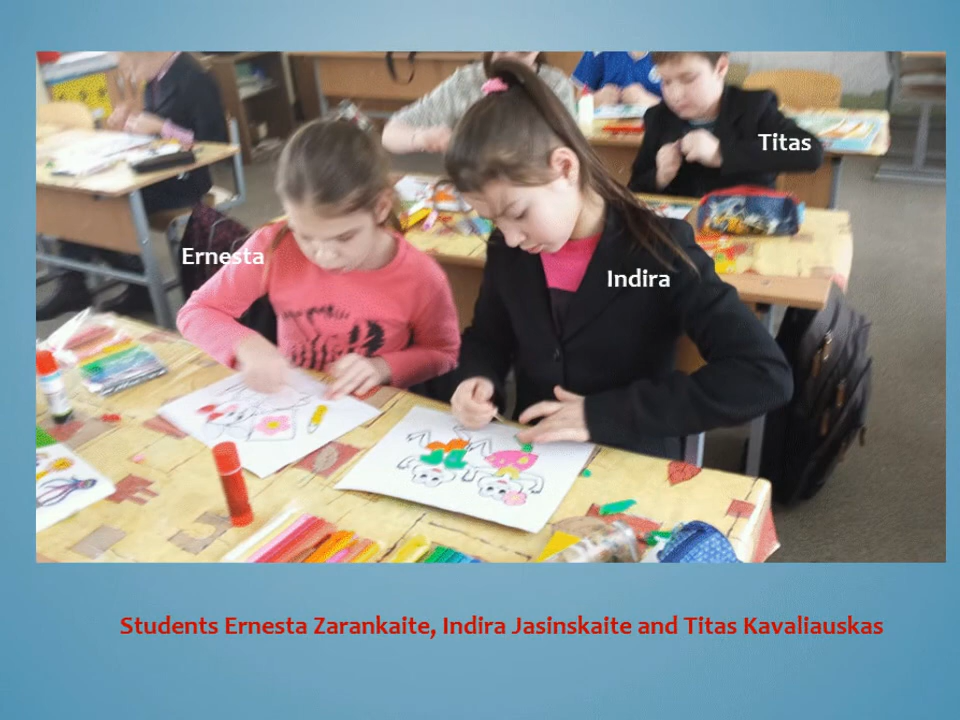 Titas
Ernesta
Indira
Students Ernesta Zarankaite, Indira Jasinskaite and Titas Kavaliauskas